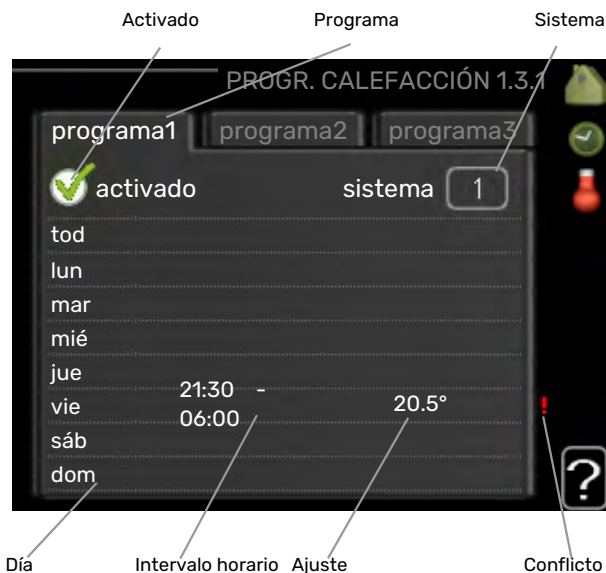 Activado Programa Sistema
PROGR. CALEFACCIÓN 1.3.1
programa1 programa2 programa3
activado sistema 1
tod
lun
mar
mié
jue
vie 21:30 - 06:00 20.5° !
sáb
dom
?
Día Intervalo horario Ajuste Conflicto